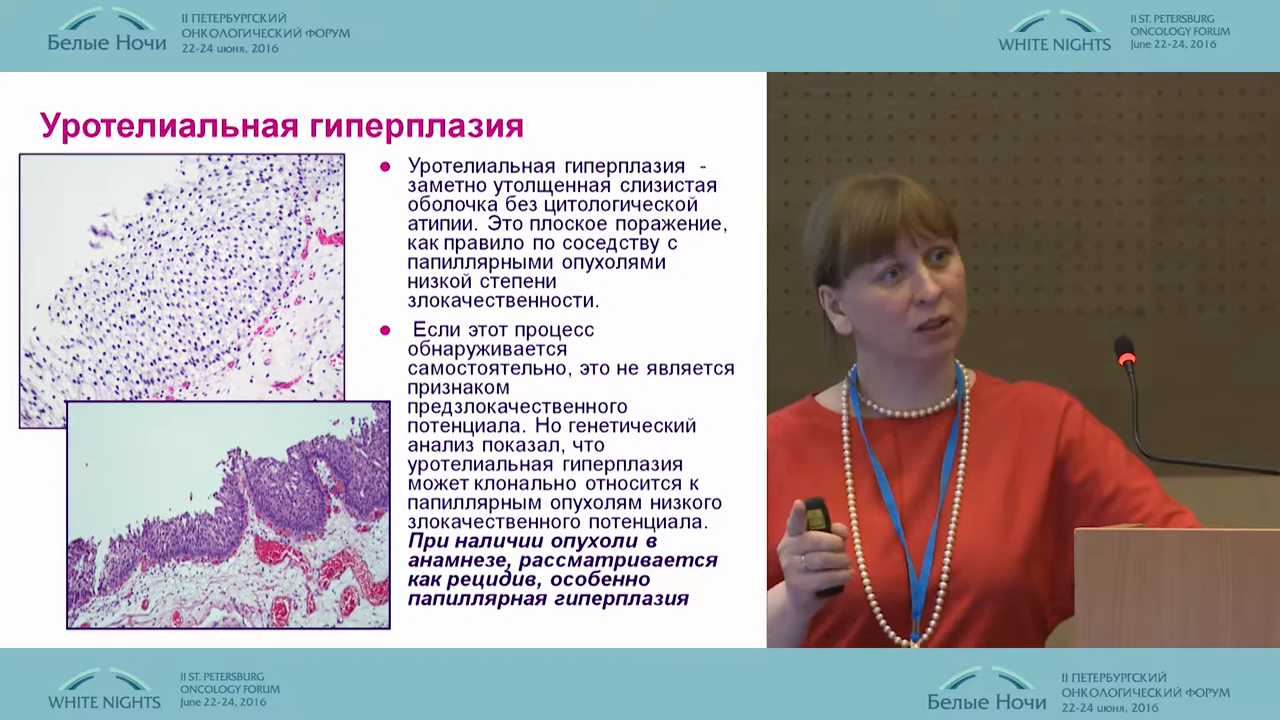 Белые Ночи
II ПЕТЕРБУРГСКИЙ
ОНКОЛОГИЧЕСКИЙ ФОРУМ
22-24 июня, 2016
WHITE NIGHTS
II ST. PETERSBURG
ONCOLOGY FORUM
June 22-24, 2016
Уротелиальная гиперплазия
Уротелиальная гиперплазия -
заметно утолщенная слизистая
оболочка без цитологической
атипии. Это плоское поражение,
как правило по соседству с
папиллярными опухолями
низкой степени
злокачественности.
Если этот процесс
обнаруживается
самостоятельно, это не является
признаком
предзлокачественного
потенциала. Но генетический
анализ показал, что
уротелиальная гиперплазия
может клонально относится к
папиллярным опухолям низкого
злокачественного потенциала.
При наличии опухоли в
анамнезе, рассматривается
как рецидив, особенно
папиллярная гиперплазия
WHITE NIGHTS
II ST. PETERSBURG
ONCOLOGY FORUM
June 22-24, 2016
Белые Ночи
II ПЕТЕРБУРГСКИЙ
ОНКОЛОГИЧЕСКИЙ ФОРУМ
22-24 июня, 2016